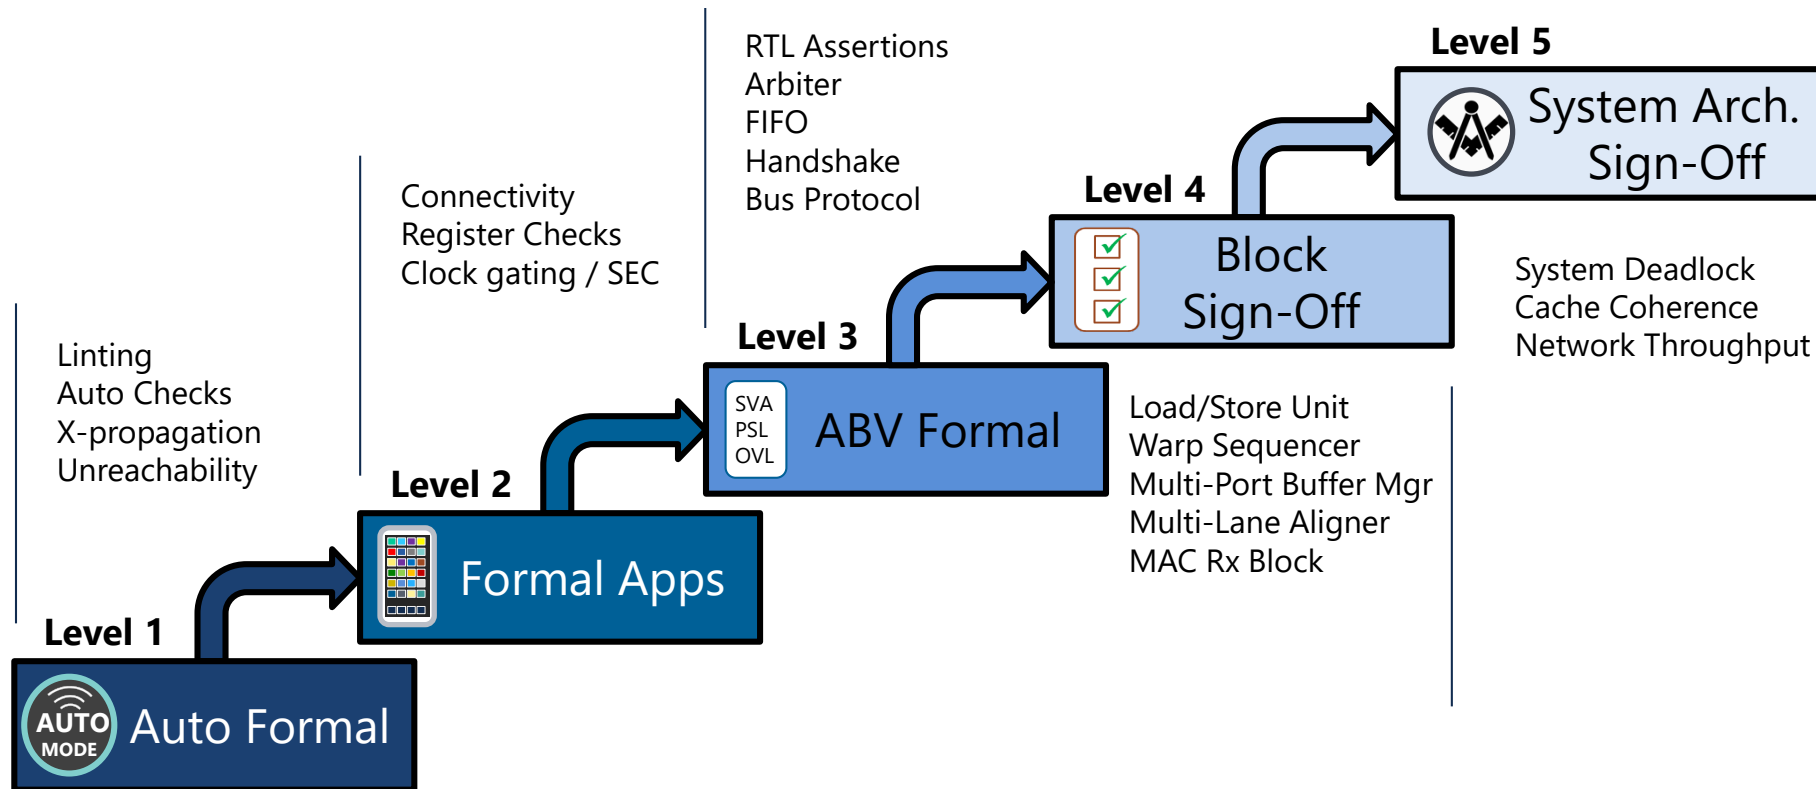 Level 1
AUTO
MODE
Auto Formal
Linting
Auto Checks
X-propagation
Unreachability
Level 2
Formal Apps
Connectivity
Register Checks
Clock gating / SEC
Level 3
SVA
PSL
OVL
ABV Formal
RTL Assertions
Arbiter
FIFO
Handshake
Bus Protocol
Level 4
Block
Sign-Off
Load/Store Unit
Warp Sequencer
Multi-Port Buffer Mgr
Multi-Lane Aligner
MAC Rx Block
Level 5
System Arch.
Sign-Off
System Deadlock
Cache Coherence
Network Throughput